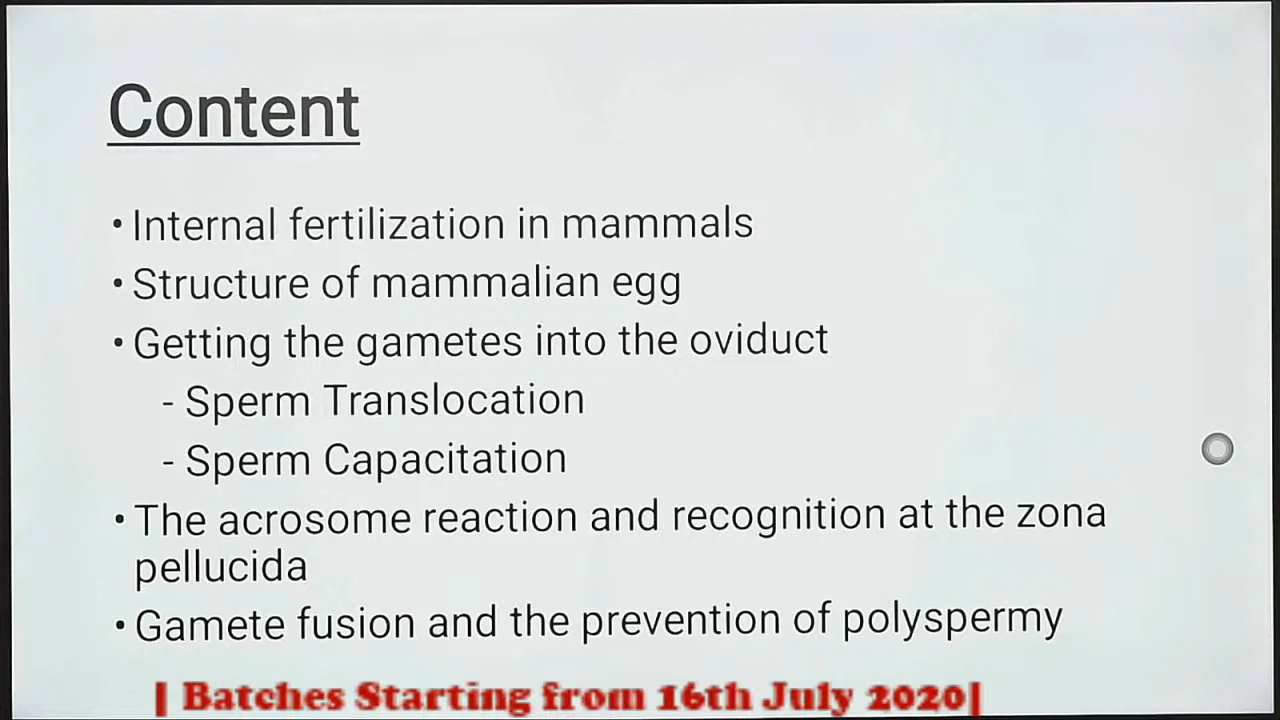 Content
• Internal fertilization in mammals
• Structure of mammalian egg
• Getting the gametes into the oviduct
- Sperm Translocation
- Sperm Capacitation
• The acrosome reaction and recognition at the zona
pellucida
• Gamete fusion and the prevention of polyspermy
| Batches Starting from 16th July 2020|